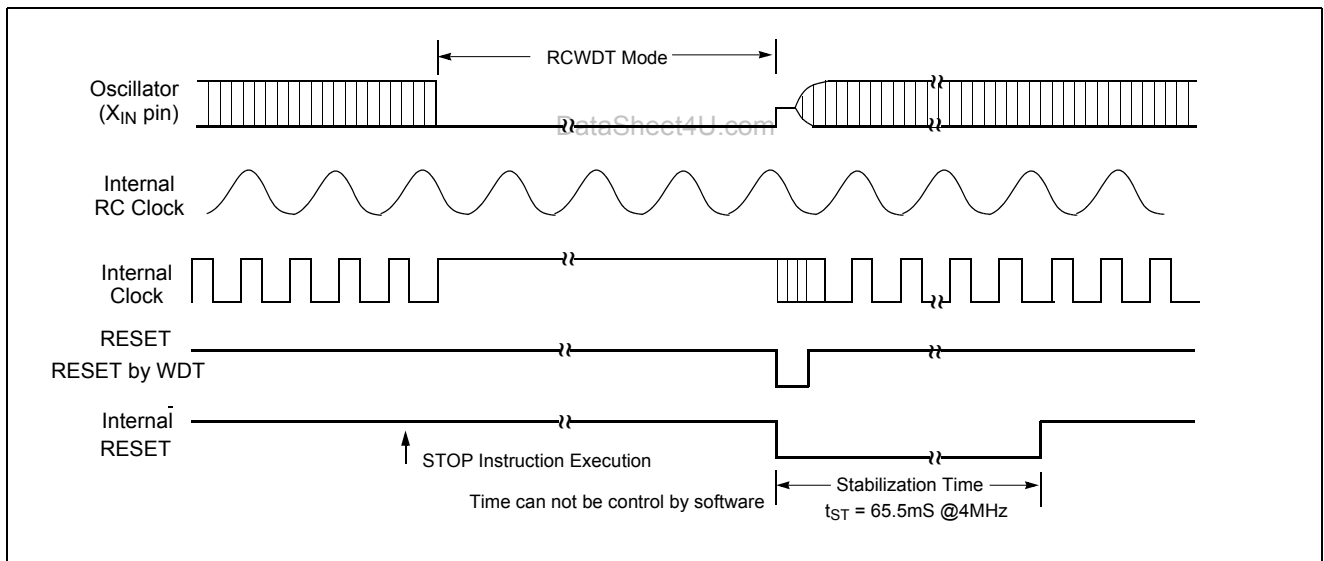 RCWDT Mode
Oscillator
(XIN pin)
DataSheet4U.com
Internal
RC Clock
Internal
Clock
RESET
RESET by WDT
Internal
RESET
STOP Instruction Execution
Time can not be control by software
Stabilization Time
tST = 65.5mS @4MHz